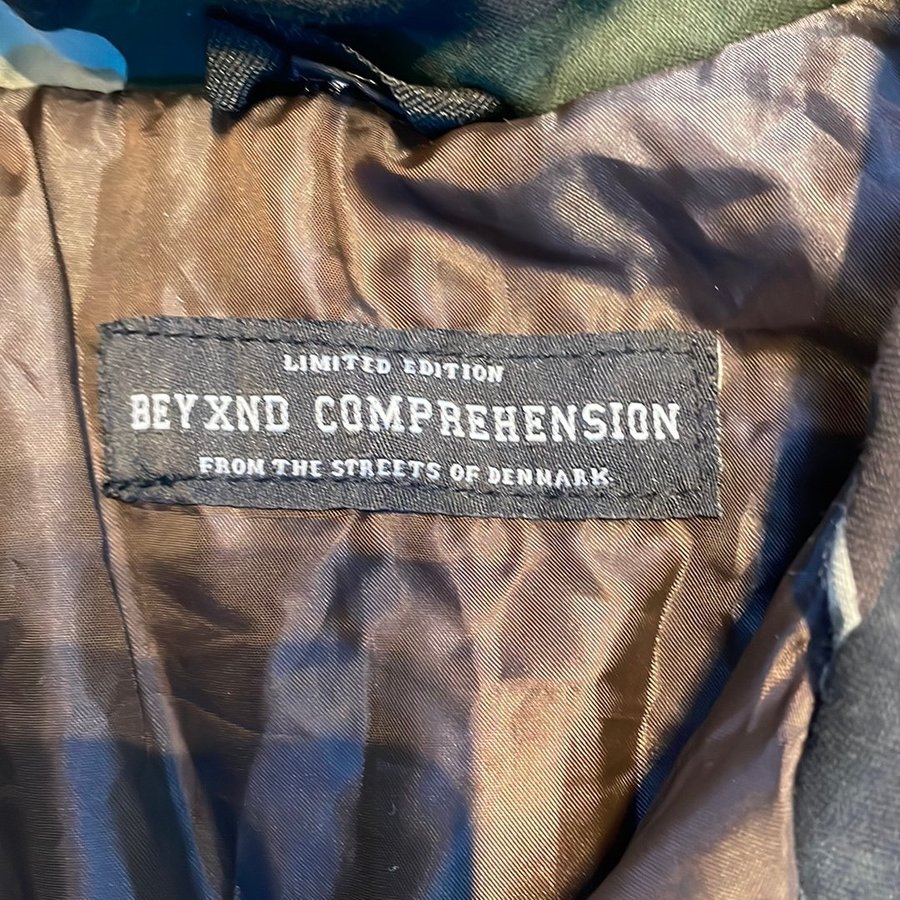 LIMITED EDITION
BEYXND COMPREHENSION
FROM THE STREETS OF DENMARK